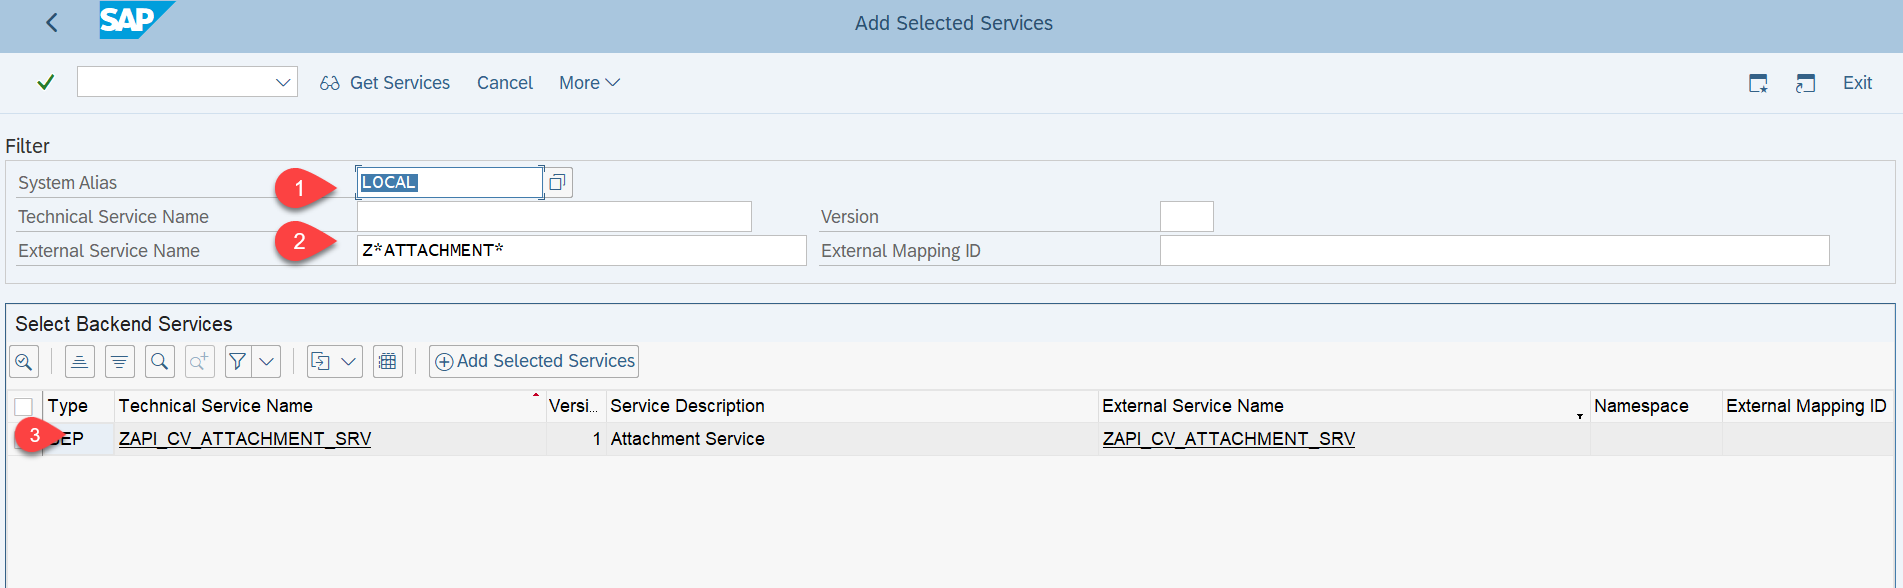 SAP
Add Selected Services
Get Services Cancel More Exit
Filter
System Alias 1 LOCAL
Technical Service Name Version
External Service Name 2 Z*ATTACHMENT* External Mapping ID
Select Backend Services
Add Selected Services
Type Technical Service Name Versi... Service Description External Service Name Namespace External Mapping ID
3 EP ZAPI_CV_ATTACHMENT_SRV 1 Attachment Service ZAPI_CV_ATTACHMENT_SRV